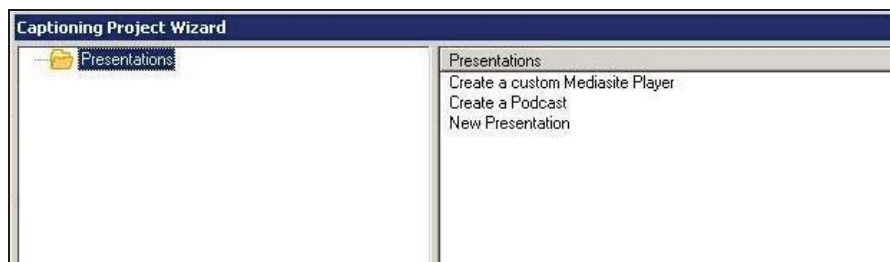 Captioning Project Wizard
Presentations
Presentations
Create a custom Mediasite Player
Create a Podcast
New Presentation